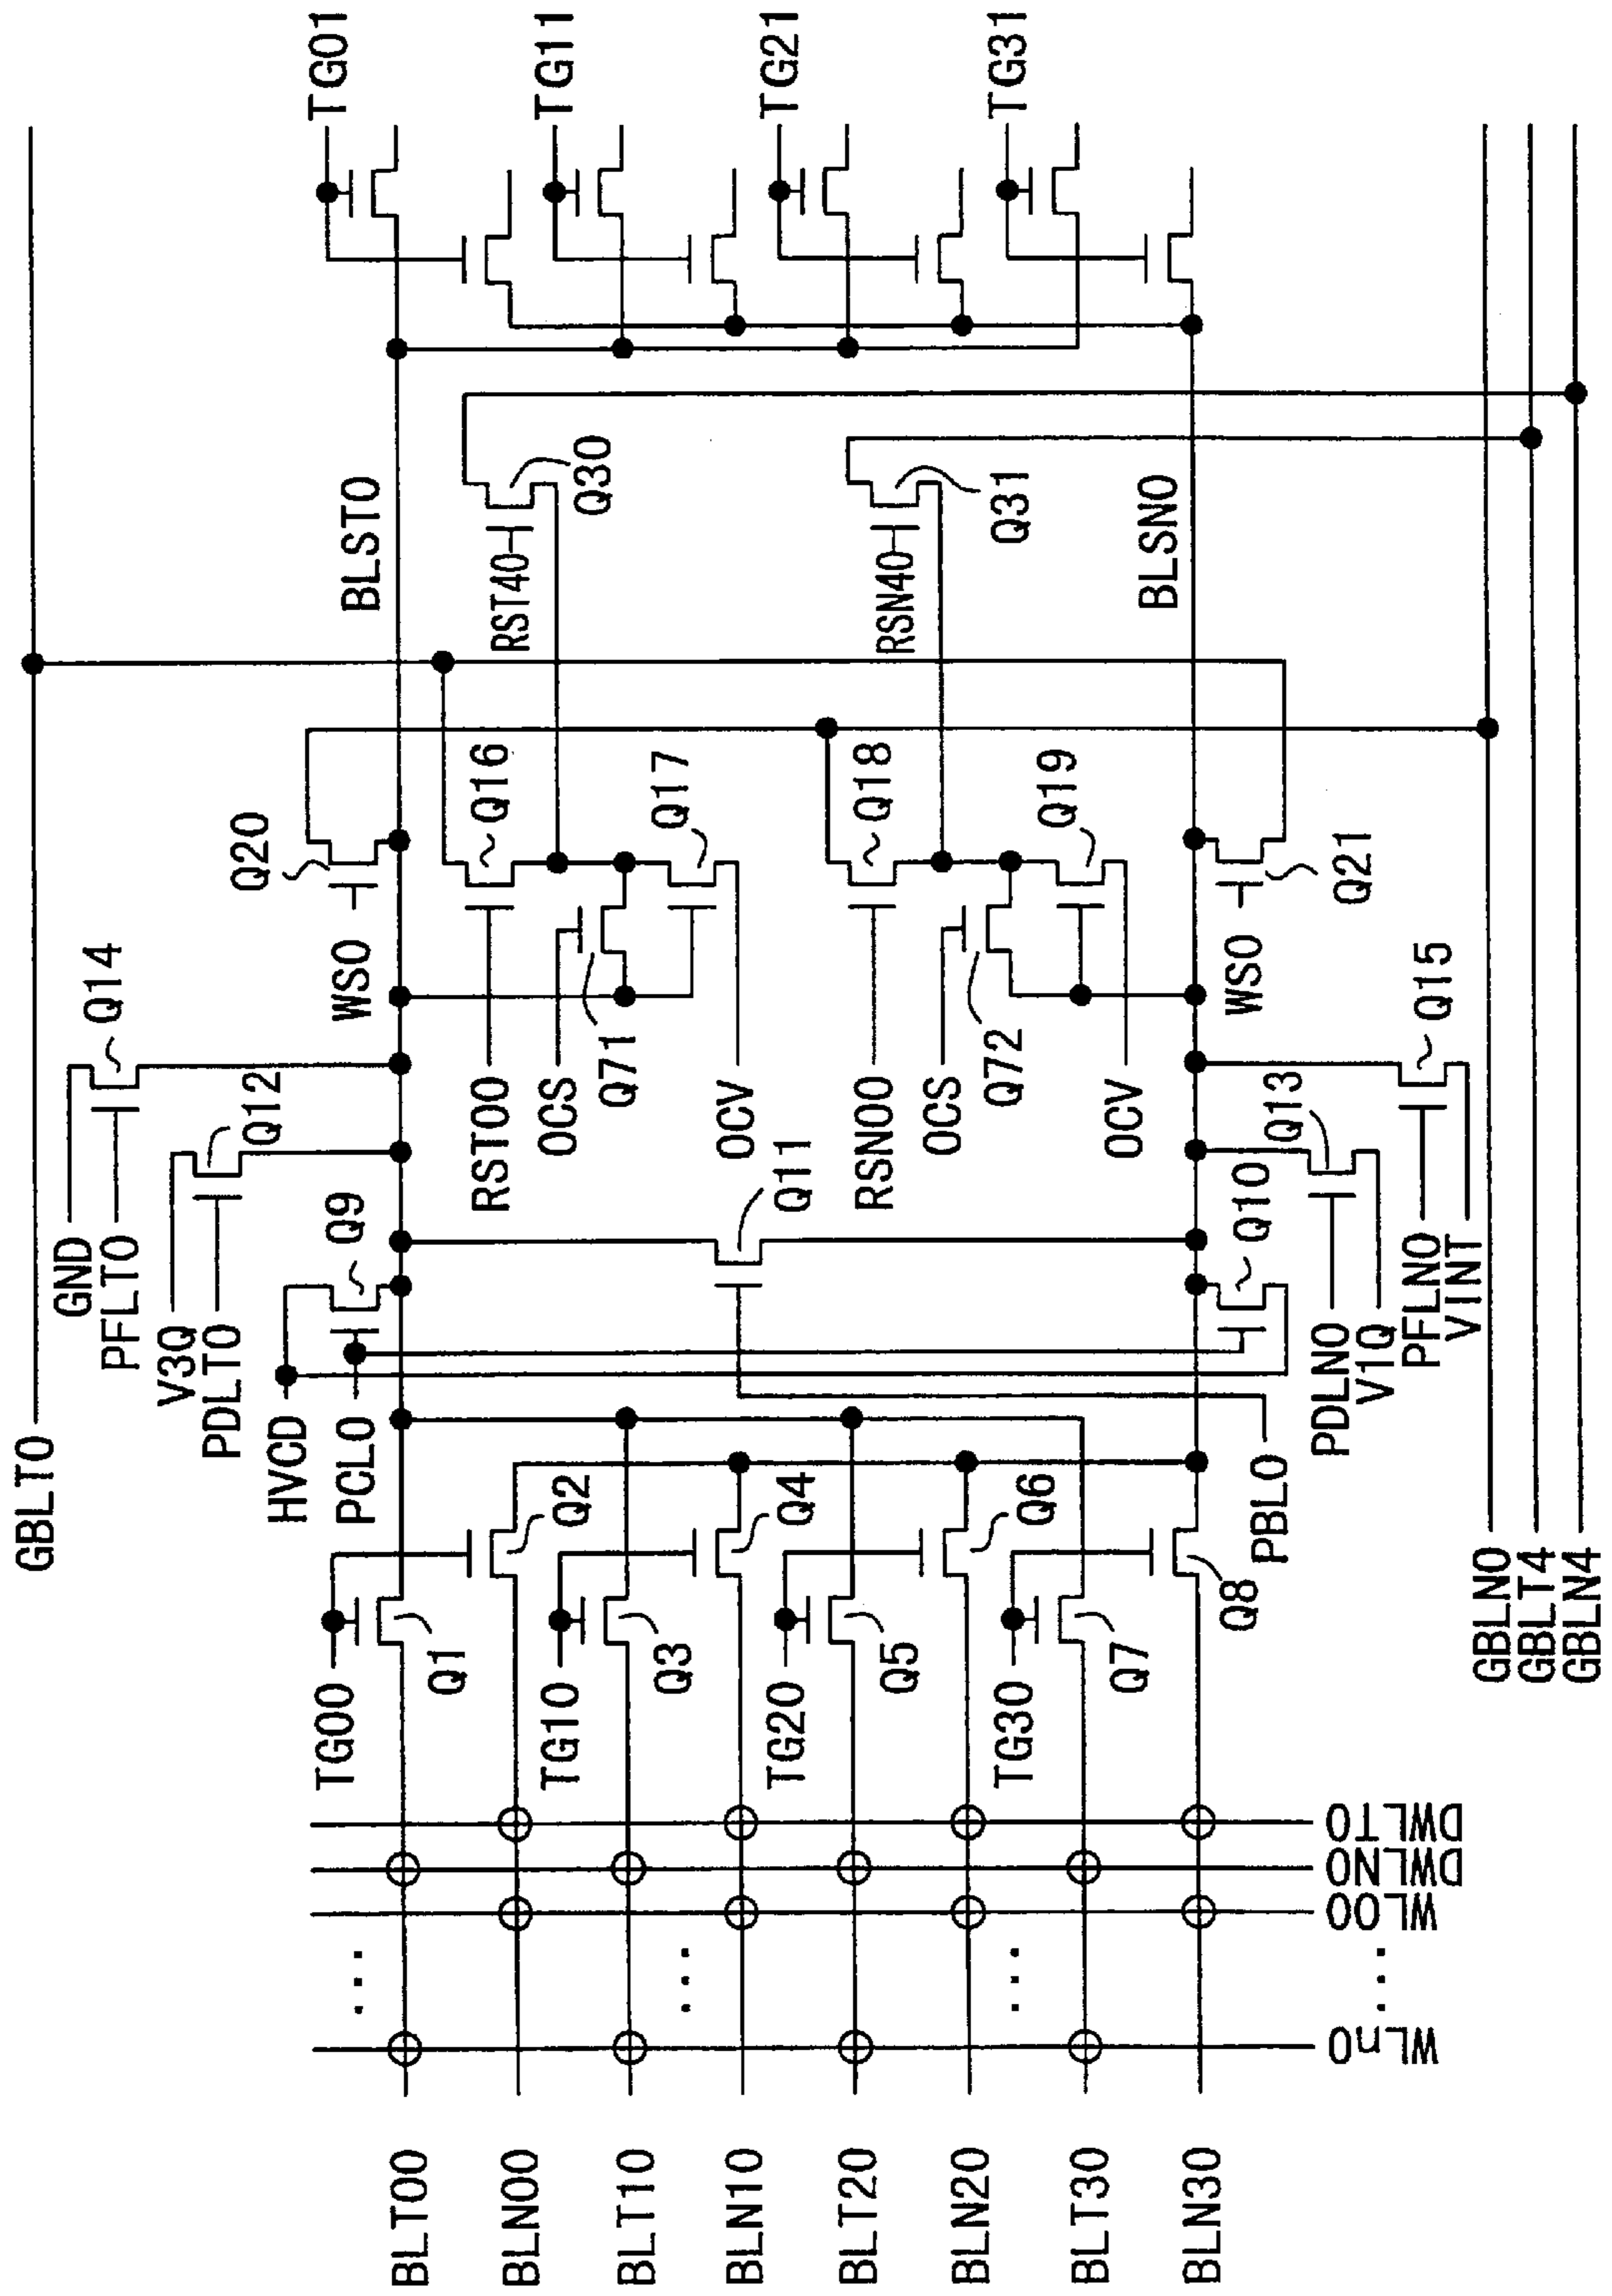 GBLT0
GND
PFLT0
V3Q
PDLT0
HVCD
PCL0
Q14
Q12
Q9
Q20
WS0
BLST0
TG01
TG11
TG21
TG31
Q16
Q17
Q30
RST40
RST00
OCS
Q71
OCV
Q11
Q18
Q19
Q31
RSN40
RSN00
OCS
Q72
OCV
BLSN0
WS0
Q21
Q15
Q13
Q10
PDLN0
V1Q
PFLN0
VINT
PBL0
TG00
Q1
Q2
TG10
Q3
Q4
TG20
Q5
Q6
TG30
Q7
Q8
GBLN0
GBLT4
GBLN4
DWLT0
DWLN0
WL00
...
WLn0
BLT00
BLN00
BLT10
BLN10
BLT20
BLN20
BLT30
BLN30